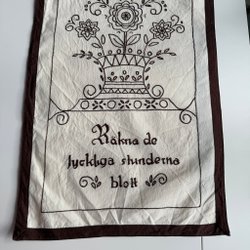 Räkna de
lyckliga stunderna
blott